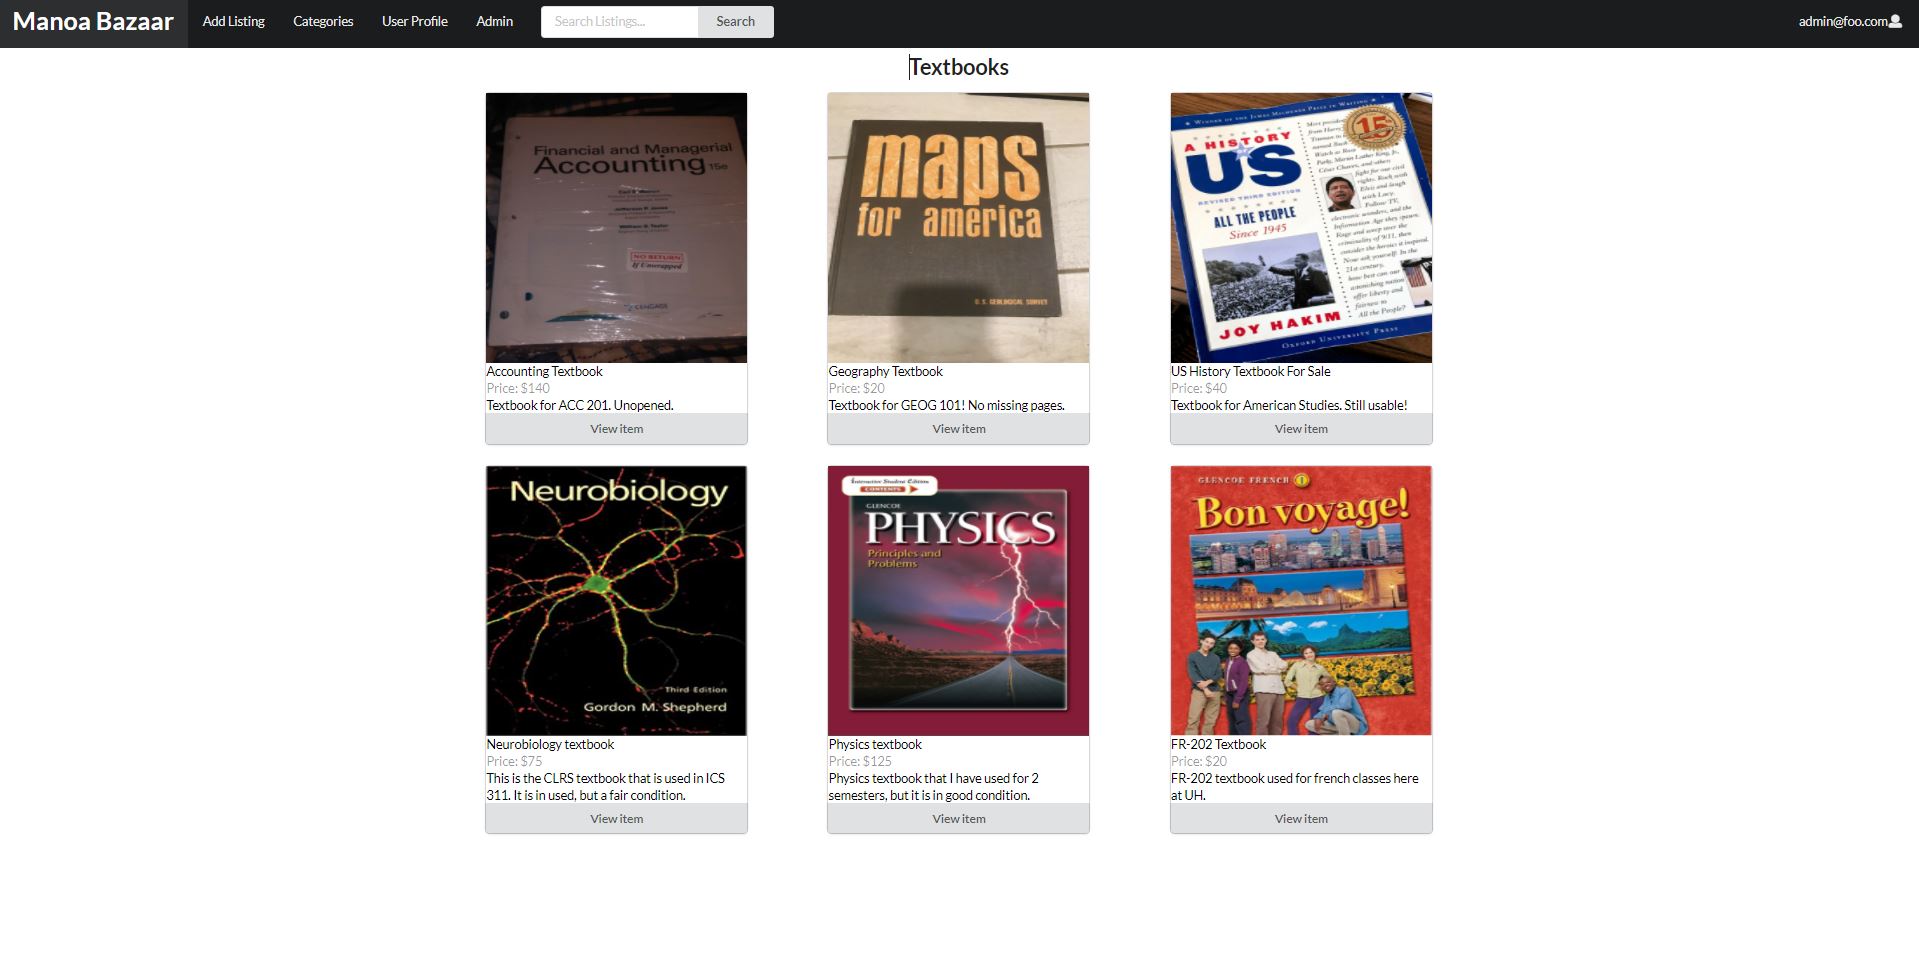 Manoa Bazaar Add Listing Categories User Profile Admin Search Listings... Search admin@foo.com
Textbooks
Financial and Managerial
Accounting 15e
NO RETURN
If Unwrapped
CENGAGE
Accounting Textbook
Price: $140
Textbook for ACC 201. Unopened.
View item
maps
for america
U.S. GEOLOGICAL SURVEY
Geography Textbook
Price: $20
Textbook for GEOG 101! No missing pages.
View item
A HISTORY
US
REVISED THIRD EDITION
ALL THE PEOPLE
Since 1945
15
JOY HAKIM
OXFORD UNIVERSITY PRESS
US History Textbook For Sale
Price: $40
Textbook for American Studies. Still usable!
View item
Neurobiology
Third Edition
Gordon M. Shepherd
Neurobiology textbook
Price: $75
This is the CLRS textbook that is used in ICS
311. It is in used, but a fair condition.
View item
Interactive Student Edition
CONTENTS
GLENCOE
PHYSICS
Principles and
Problems
Physics textbook
Price: $125
Physics textbook that I have used for 2
semesters, but it is in good condition.
View item
GLENCOE FRENCH 1
Bon voyage!
FR-202 Textbook
Price: $20
FR-202 textbook used for french classes here
at UH.
View item